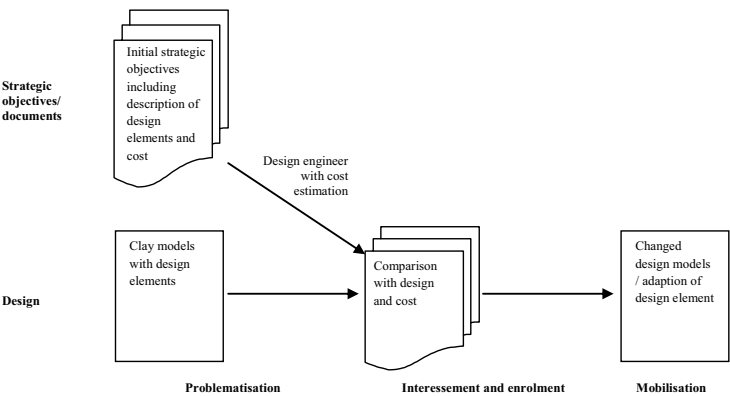 Initial strategic
objectives
including
description of
design
elements and
cost
Strategic
objectives/
documents
Design engineer
with cost
estimation
Clay models
with design
elements
Comparison
with design
and cost
Changed
design models
/ adaption of
design element
Design
Problematisation
Interessement and enrolment
Mobilisation